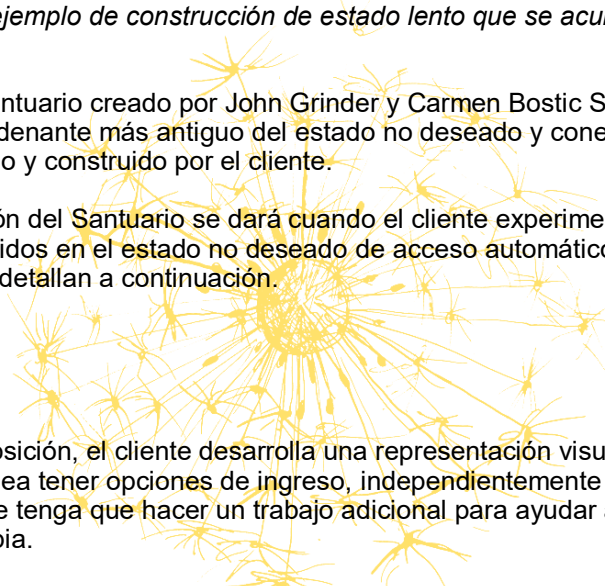 ejemplo de construcción de estado lento que se acu
ntuario creado por John Grinder y Carmen Bostic S
denante más antiguo del estado no deseado y cone
o y construido por el cliente.
ón del Santuario se dará cuando el cliente experime
idos en el estado no deseado de acceso automático
detallan a continuación.
osición, el cliente desarrolla una representación visu
ea tener opciones de ingreso, independientemente
e tenga que hacer un trabajo adicional para ayudar a
bia.